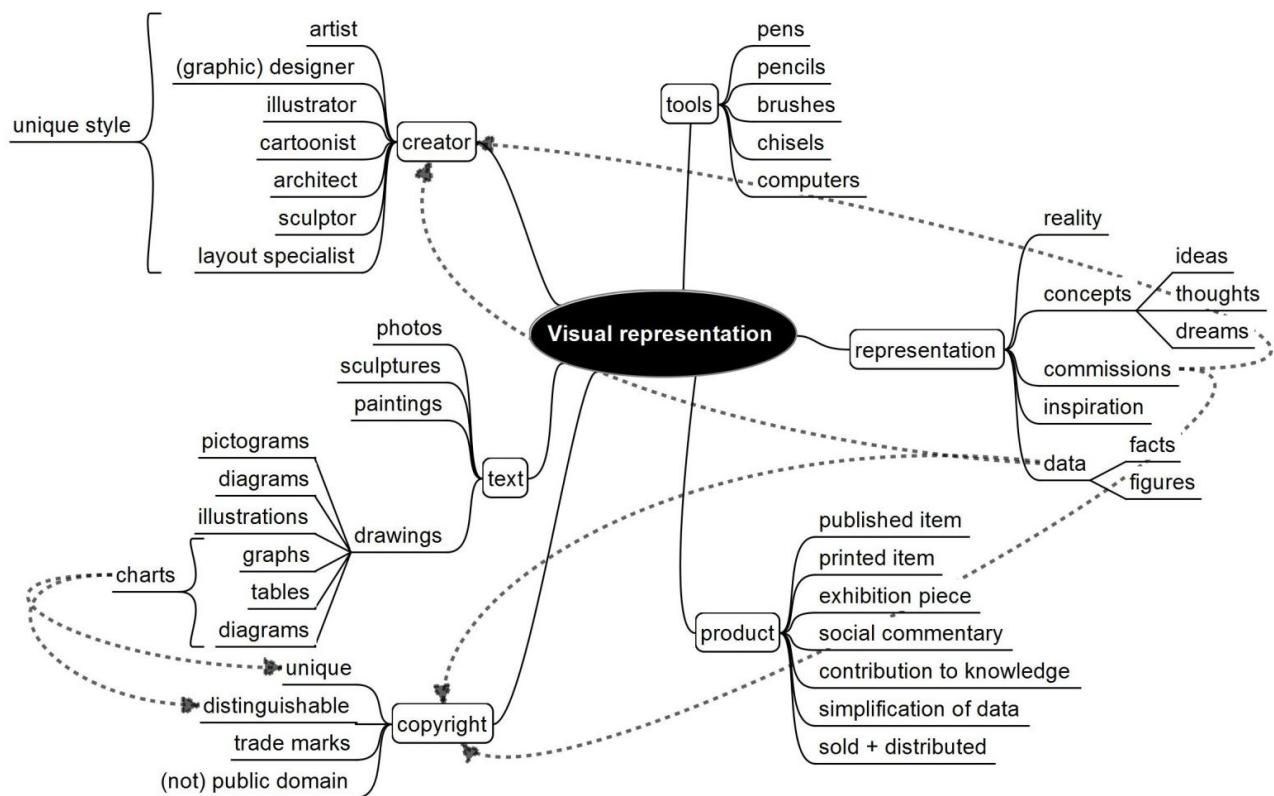 Visual representation
creator
artist
(graphic) designer
illustrator
cartoonist
architect
sculptor
layout specialist
unique style
tools
pens
pencils
brushes
chisels
computers
representation
reality
concepts
ideas
thoughts
dreams
commissions
inspiration
data
facts
figures
text
photos
sculptures
paintings
drawings
pictograms
diagrams
illustrations
graphs
tables
diagrams
charts
copyright
unique
distinguishable
trade marks
(not) public domain
product
published item
printed item
exhibition piece
social commentary
contribution to knowledge
simplification of data
sold + distributed